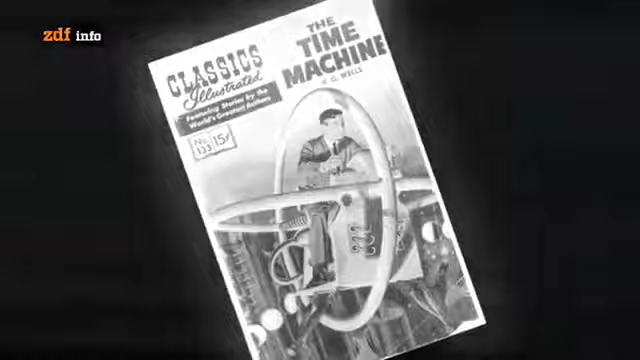 zdf info
CLASSICS
Illustrated
Featuring Stories by the
World's Greatest Authors
No.
133
15¢
THE
TIME
MACHINE
H. G. WELLS